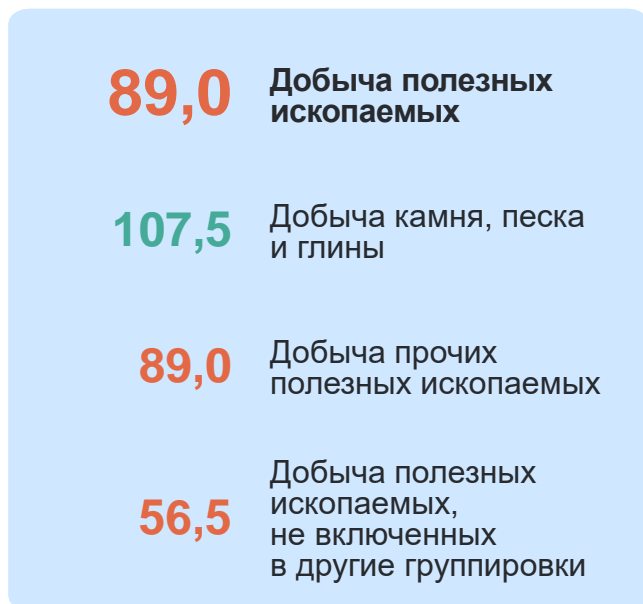 89,0 Добыча полезных
ископаемых
107,5 Добыча камня, песка
и глины
89,0 Добыча прочих
полезных ископаемых
56,5 Добыча полезных
ископаемых,
не включенных
в другие группировки